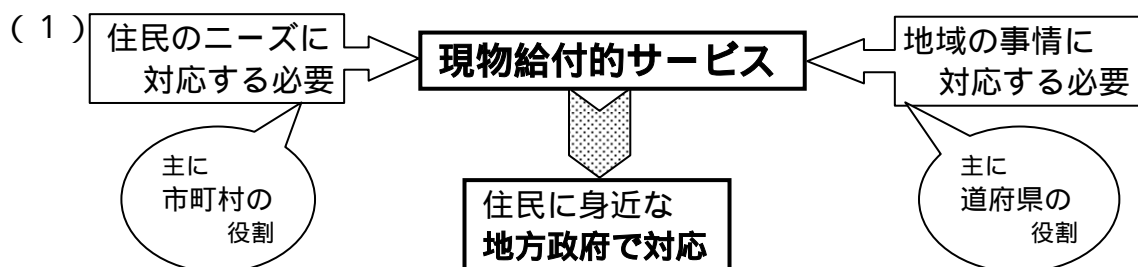 (1)
住民のニーズに
対応する必要
現物給付的サービス
地域の事情に
対応する必要
主に
市町村の
役割
住民に身近な
地方政府で対応
主に
道府県の
役割